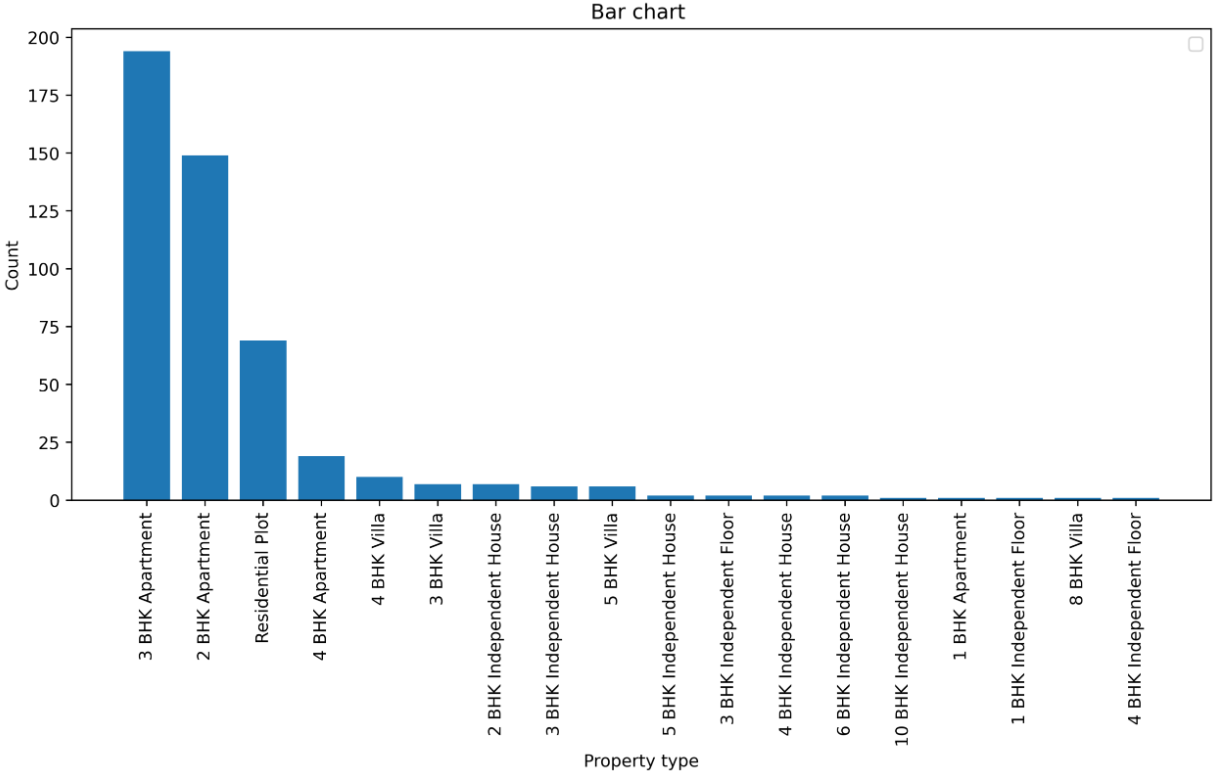 Bar chart
200
175
150
125
100
75
50
25
0
Count
3 BHK Apartment
2 BHK Apartment
Residential Plot
4 BHK Apartment
4 BHK Villa
3 BHK Villa
2 BHK Independent House
3 BHK Independent House
5 BHK Villa
5 BHK Independent House
3 BHK Independent Floor
4 BHK Independent House
6 BHK Independent House
10 BHK Independent House
1 BHK Apartment
1 BHK Independent Floor
8 BHK Villa
4 BHK Independent Floor
Property type